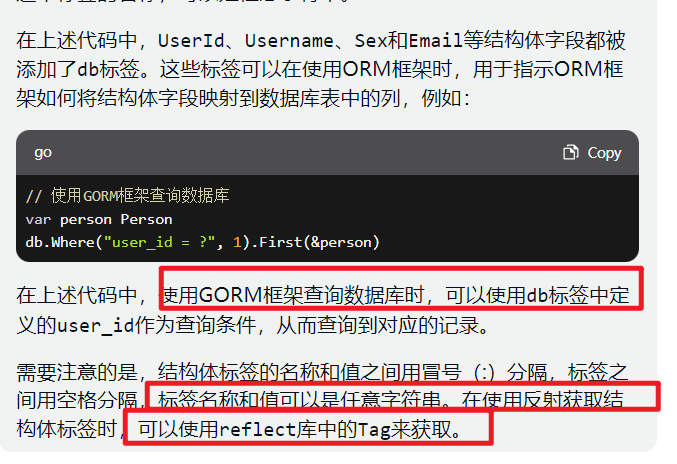 在上述代码中，UserId、Username、Sex和Email等结构体字段都被
添加了db标签。这些标签可以在使用ORM框架时，用于指示ORM框
架如何将结构体字段映射到数据库表中的列，例如：
go
Copy
// 使用GORM框架查询数据库
var person Person
db.Where("user_id = ?", 1).First(&person)
在上述代码中，使用GORM框架查询数据库时，可以使用db标签中定
义的user_id作为查询条件，从而查询到对应的记录。
需要注意的是，结构体标签的名称和值之间用冒号（:）分隔，标签之
间用空格分隔，标签名称和值可以是任意字符串。在使用反射获取结
构体标签时，可以使用reflect库中的Tag来获取。